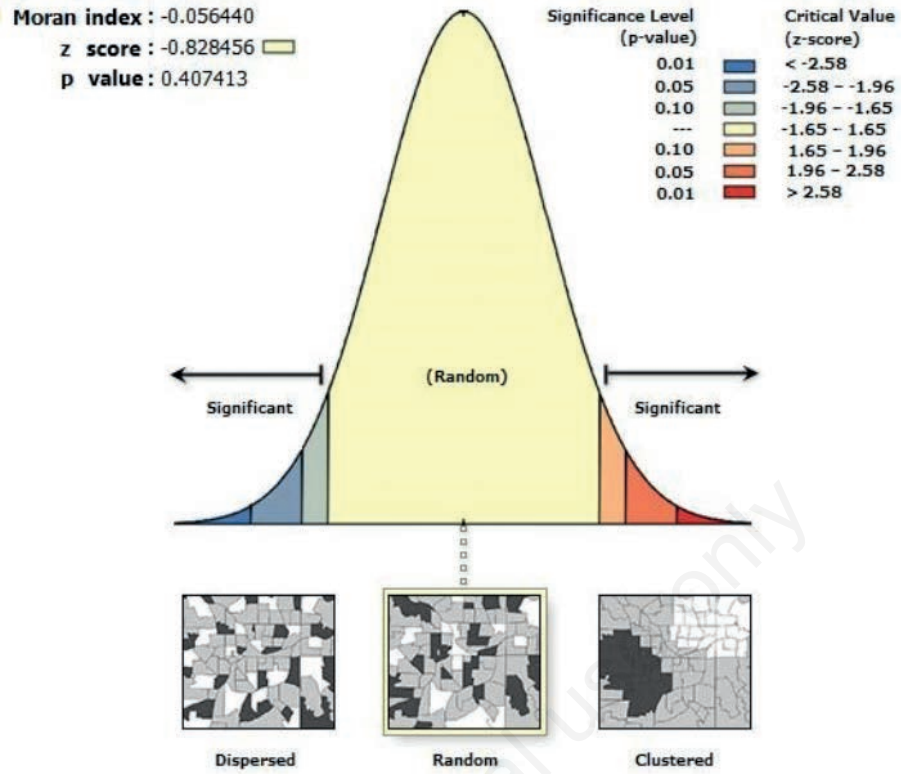 Moran index : -0.056440
z score : -0.828456
p value : 0.407413
Significance Level
(p-value)
Critical Value
(z-score)
0.01 < -2.58
0.05 -2.58 – -1.96
0.10 -1.96 – -1.65
--- -1.65 – 1.65
0.10 1.65 – 1.96
0.05 1.96 – 2.58
0.01 > 2.58
(Random)
Significant
Significant
Dispersed
Random
Clustered
only